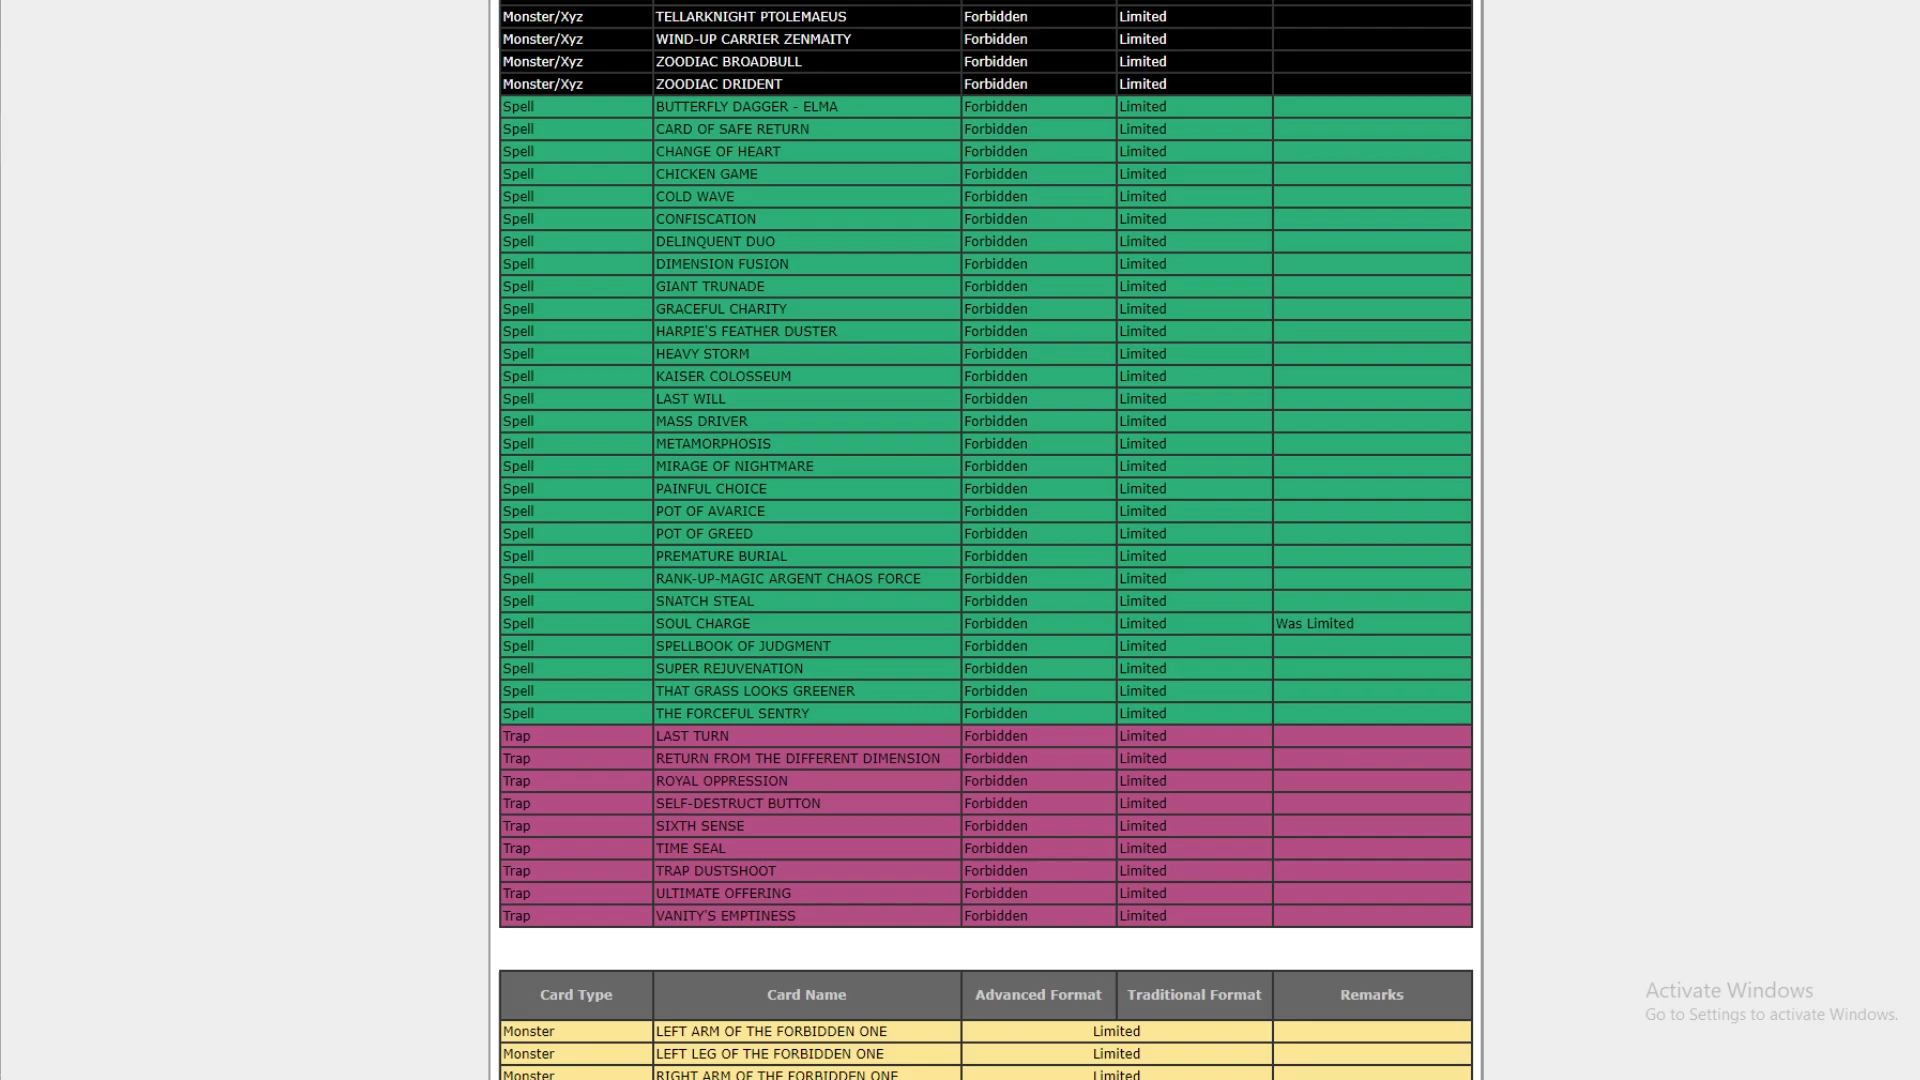 Monster/Xyz TELLARKNIGHT PTOLEMAEUS Forbidden Limited
Monster/Xyz WIND-UP CARRIER ZENMAITY Forbidden Limited
Monster/Xyz ZOODIAC BROADBULL Forbidden Limited
Monster/Xyz ZOODIAC DRIDENT Forbidden Limited
Spell BUTTERFLY DAGGER - ELMA Forbidden Limited
Spell CARD OF SAFE RETURN Forbidden Limited
Spell CHANGE OF HEART Forbidden Limited
Spell CHICKEN GAME Forbidden Limited
Spell COLD WAVE Forbidden Limited
Spell CONFISCATION Forbidden Limited
Spell DELINQUENT DUO Forbidden Limited
Spell DIMENSION FUSION Forbidden Limited
Spell GIANT TRUNADE Forbidden Limited
Spell GRACEFUL CHARITY Forbidden Limited
Spell HARPIE'S FEATHER DUSTER Forbidden Limited
Spell HEAVY STORM Forbidden Limited
Spell KAISER COLOSSEUM Forbidden Limited
Spell LAST WILL Forbidden Limited
Spell MASS DRIVER Forbidden Limited
Spell METAMORPHOSIS Forbidden Limited
Spell MIRAGE OF NIGHTMARE Forbidden Limited
Spell PAINFUL CHOICE Forbidden Limited
Spell POT OF AVARICE Forbidden Limited
Spell POT OF GREED Forbidden Limited
Spell PREMATURE BURIAL Forbidden Limited
Spell RANK-UP-MAGIC ARGENT CHAOS FORCE Forbidden Limited
Spell SNATCH STEAL Forbidden Limited
Spell SOUL CHARGE Forbidden Limited Was Limited
Spell SPELLBOOK OF JUDGMENT Forbidden Limited
Spell SUPER REJUVENATION Forbidden Limited
Spell THAT GRASS LOOKS GREENER Forbidden Limited
Spell THE FORCEFUL SENTRY Forbidden Limited
Trap LAST TURN Forbidden Limited
Trap RETURN FROM THE DIFFERENT DIMENSION Forbidden Limited
Trap ROYAL OPPRESSION Forbidden Limited
Trap SELF-DESTRUCT BUTTON Forbidden Limited
Trap SIXTH SENSE Forbidden Limited
Trap TIME SEAL Forbidden Limited
Trap TRAP DUSTSHOOT Forbidden Limited
Trap ULTIMATE OFFERING Forbidden Limited
Trap VANITY'S EMPTINESS Forbidden Limited
Card Type Card Name Advanced Format Traditional Format Remarks
Monster LEFT ARM OF THE FORBIDDEN ONE Limited
Monster LEFT LEG OF THE FORBIDDEN ONE Limited
Monster RIGHT ARM OF THE FORBIDDEN ONE Limited
Activate Windows
Go to Settings to activate Windows.